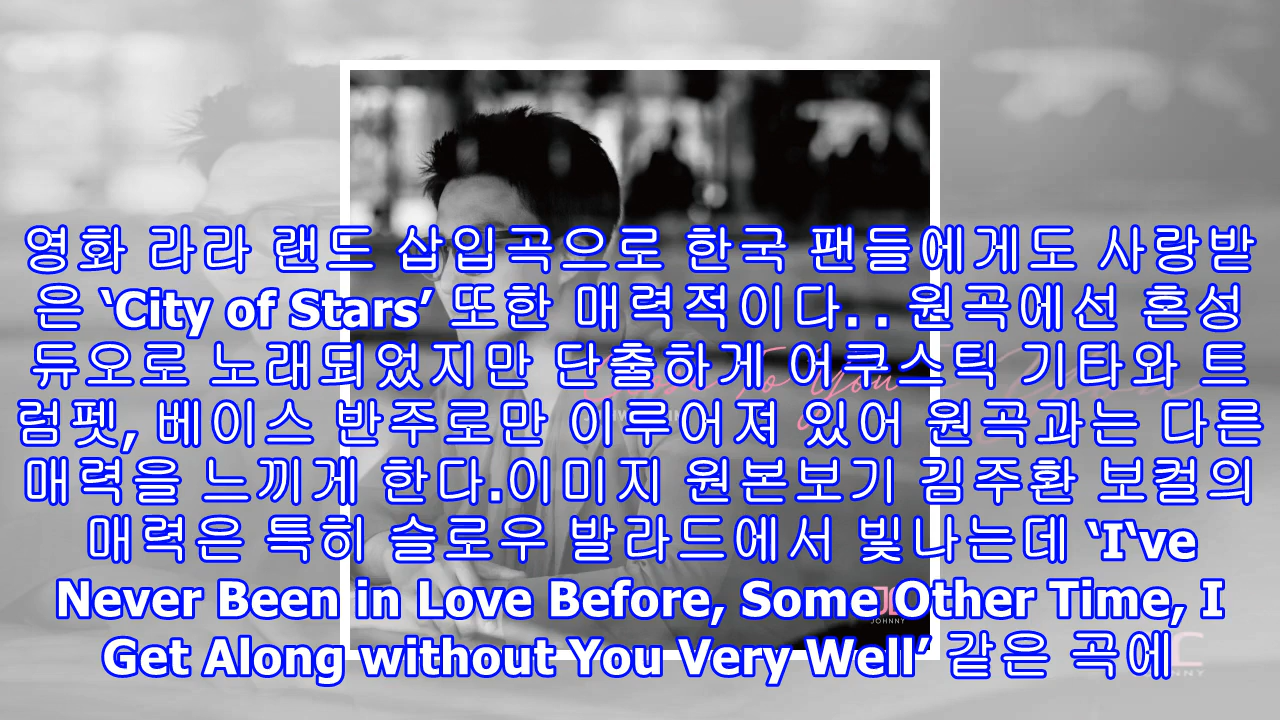 영화 라라 랜드 삽입곡으로 한국 팬들에게도 사랑받
은 ‘City of Stars’ 또한 매력적이다. . 원곡에선 혼성
듀오로 노래되었지만 단출하게 어쿠스틱 기타와 트
럼펫, 베이스 반주로만 이루어져 있어 원곡과는 다른
매력을 느끼게 한다.이미지 원본보기 김주환 보컬의
매력은 특히 슬로우 발라드에서 빛나는데 ‘I‘ve
Never Been in Love Before, Some Other Time, I
Get Along without You Very Well’ 같은 곡에
JOHNNY